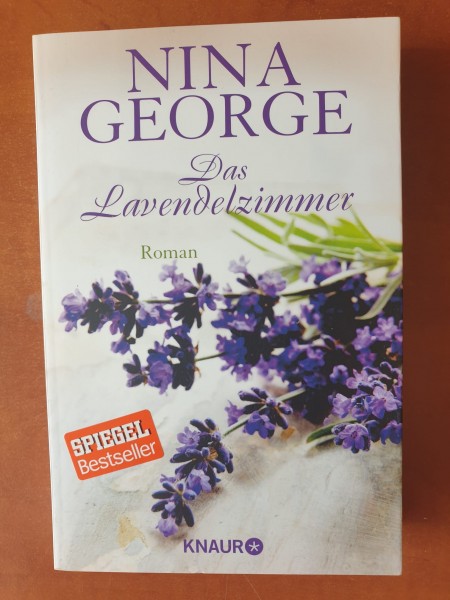 NINA
GEORGE
Das
Lavendelzimmer
Roman
SPIEGEL
Bestseller
KNAUR*